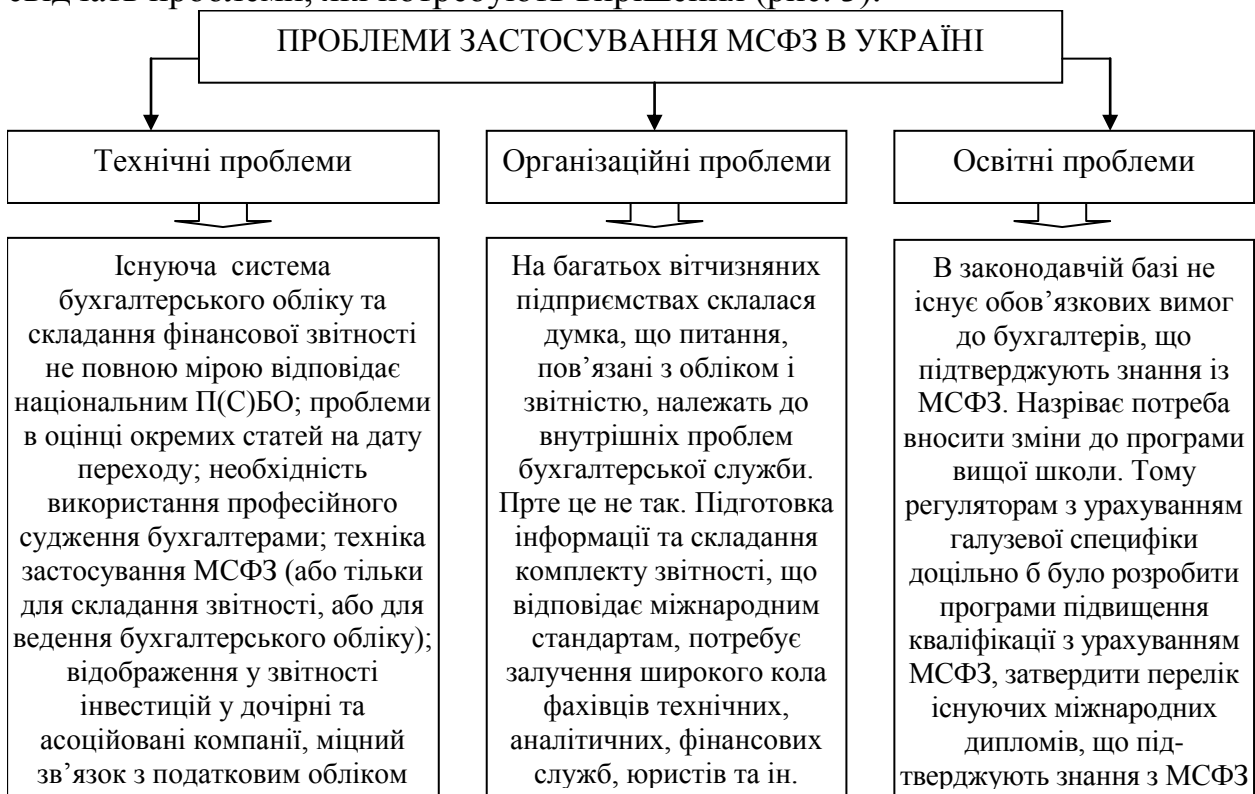 проблеми, які потребують вирішення (рис. 3).
ПРОБЛЕМИ ЗАСТОСУВАННЯ МСФЗ В УКРАЇНІ
Технічні проблеми
Організаційні проблеми
Освітні проблеми
Існуюча система
бухгалтерського обліку та
складання фінансової звітності
не повною мірою відповідає
національним П(С)БО; проблеми
в оцінці окремих статей на дату
переходу; необхідність
використання професійного
судження бухгалтерами; техніка
застосування МСФЗ (або тільки
для складання звітності, або для
ведення бухгалтерського обліку);
відображення у звітності
інвестицій у дочірні та
асоційовані компанії, міцний
зв’язок з податковим обліком
На багатьох вітчизняних
підприємствах склалася
думка, що питання,
пов’язані з обліком і
звітністю, належать до
внутрішніх проблем
бухгалтерської служби.
Прте це не так. Підготовка
інформації та складання
комплекту звітності, що
відповідає міжнародним
стандартам, потребує
залучення широкого кола
фахівців технічних,
аналітичних, фінансових
служб, юристів та ін.
В законодавчій базі не
існує обов’язкових вимог
до бухгалтерів, що
підтверджують знання із
МСФЗ. Назріває потреба
вносити зміни до програми
вищої школи. Тому
регуляторам з урахуванням
галузевої специфіки
доцільно б було розробити
програми підвищення
кваліфікації з урахуванням
МСФЗ, затвердити перелік
існуючих міжнародних
дипломів, що під-
тверджують знання з МСФЗ